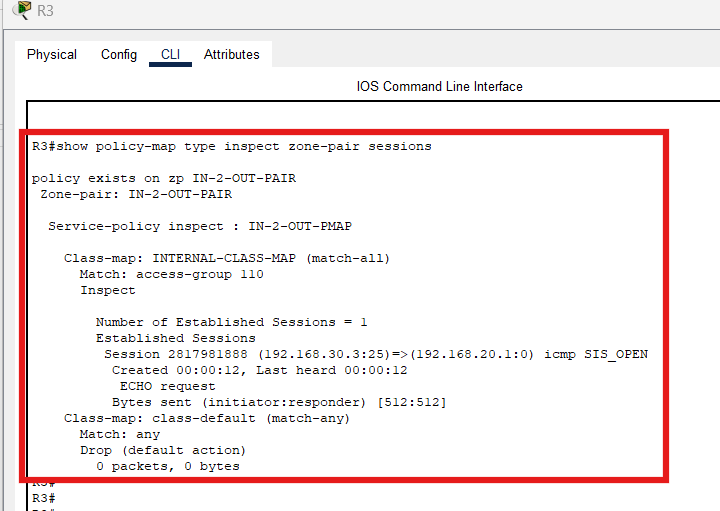 R3
Physical Config CLI Attributes
IOS Command Line Interface
R3#show policy-map type inspect zone-pair sessions
policy exists on zp IN-2-OUT-PAIR
Zone-pair: IN-2-OUT-PAIR
Service-policy inspect : IN-2-OUT-PMAP
Class-map: INTERNAL-CLASS-MAP (match-all)
Match: access-group 110
Inspect
Number of Established Sessions = 1
Established Sessions
Session 2817981888 (192.168.30.3:25)=>(192.168.20.1:0) icmp SIS_OPEN
Created 00:00:12, Last heard 00:00:12
ECHO request
Bytes sent (initiator:responder) [512:512]
Class-map: class-default (match-any)
Match: any
Drop (default action)
0 packets, 0 bytes
R3#
R3#